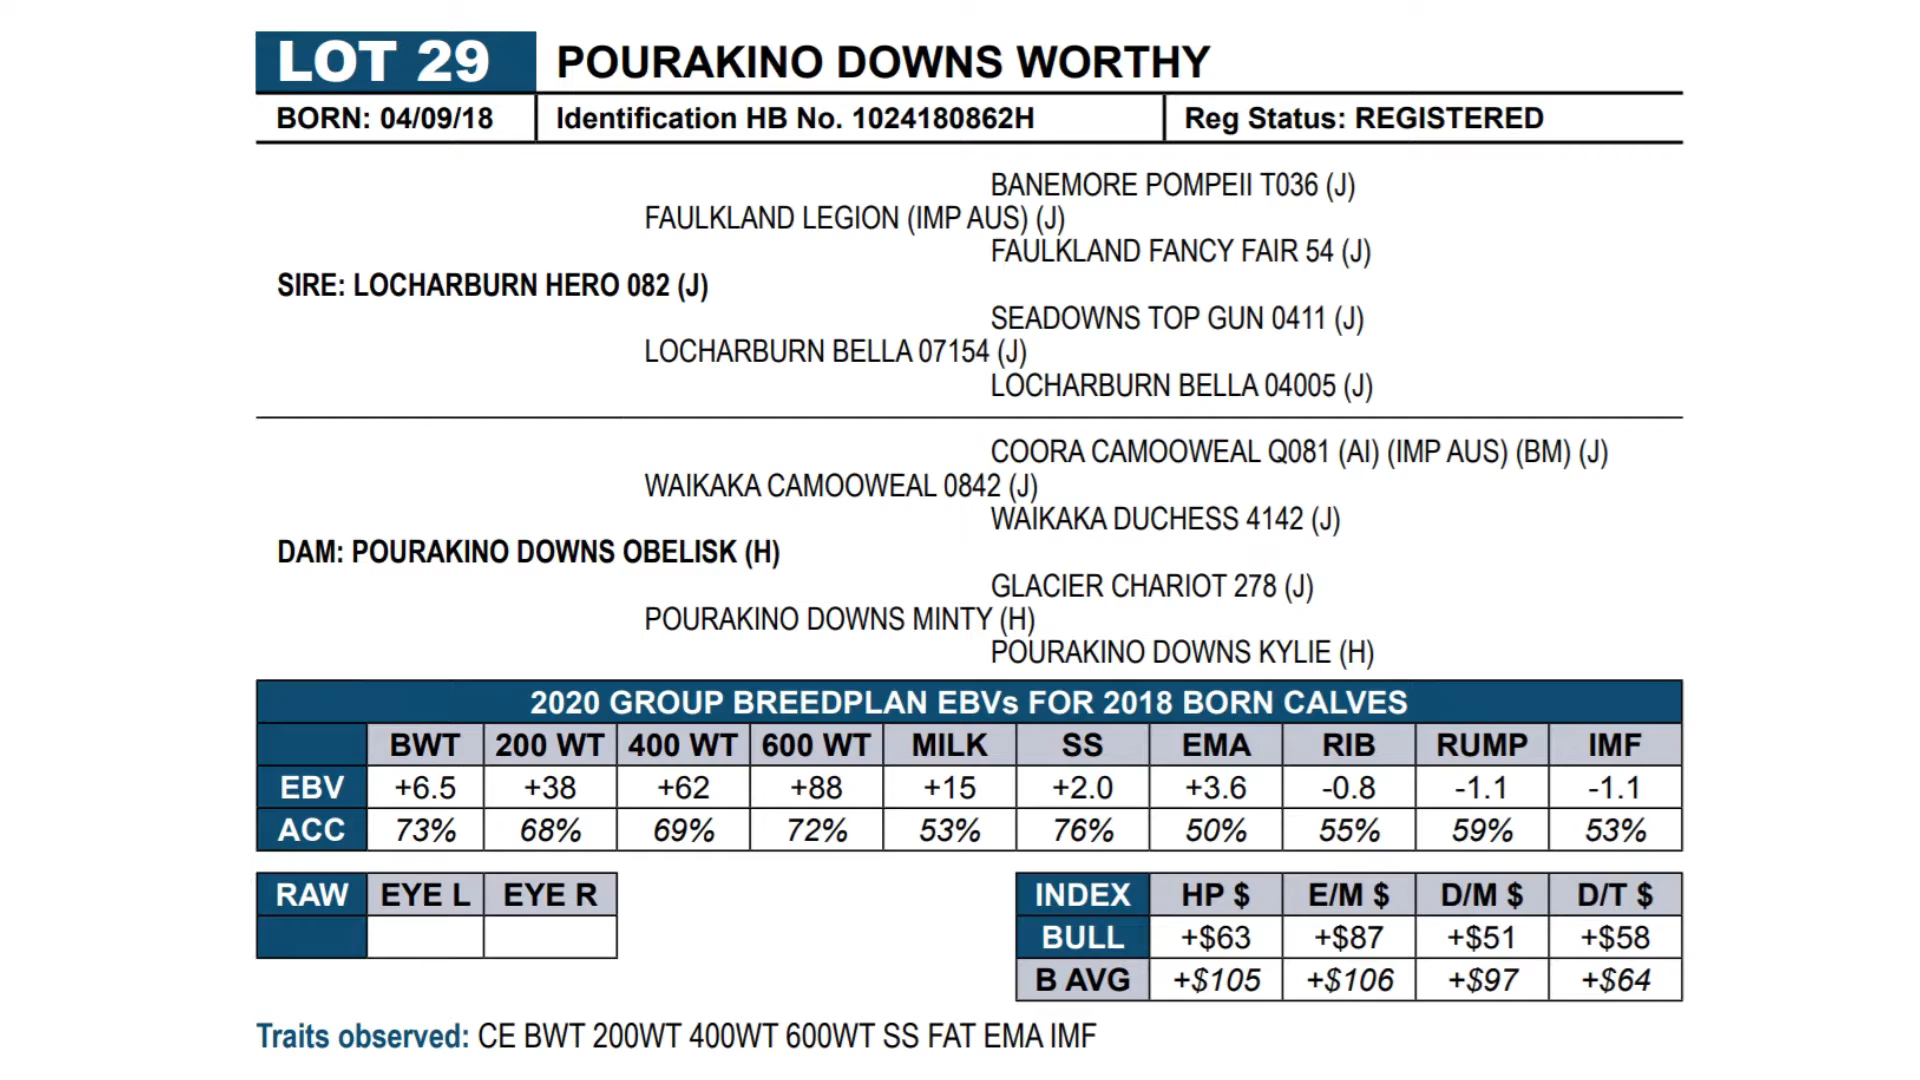 LOT 29 POURAKINO DOWNS WORTHY
BORN: 04/09/18 Identification HB No. 1024180862H Reg Status: REGISTERED
BANEMORE POMPEII T036 (J)
FAULKLAND LEGION (IMP AUS) (J)
FAULKLAND FANCY FAIR 54 (J)
SIRE: LOCHARBURN HERO 082 (J)
SEADOWNS TOP GUN 0411 (J)
LOCHARBURN BELLA 07154 (J)
LOCHARBURN BELLA 04005 (J)
COORA CAMOOWEAL Q081 (AI) (IMP AUS) (BM) (J)
WAIKAKA CAMOOWEAL 0842 (J)
WAIKAKA DUCHESS 4142 (J)
DAM: POURAKINO DOWNS OBELISK (H)
GLACIER CHARIOT 278 (J)
POURAKINO DOWNS MINTY (H)
POURAKINO DOWNS KYLIE (H)
2020 GROUP BREEDPLAN EBVs FOR 2018 BORN CALVES
BWT 200 WT 400 WT 600 WT MILK SS EMA RIB RUMP IMF
EBV +6.5 +38 +62 +88 +15 +2.0 +3.6 -0.8 -1.1 -1.1
ACC 73% 68% 69% 72% 53% 76% 50% 55% 59% 53%
RAW EYE L EYE R INDEX HP $ E/M $ D/M $ D/T $
BULL +$63 +$87 +$51 +$58
B AVG +$105 +$106 +$97 +$64
Traits observed: CE BWT 200WT 400WT 600WT SS FAT EMA IMF